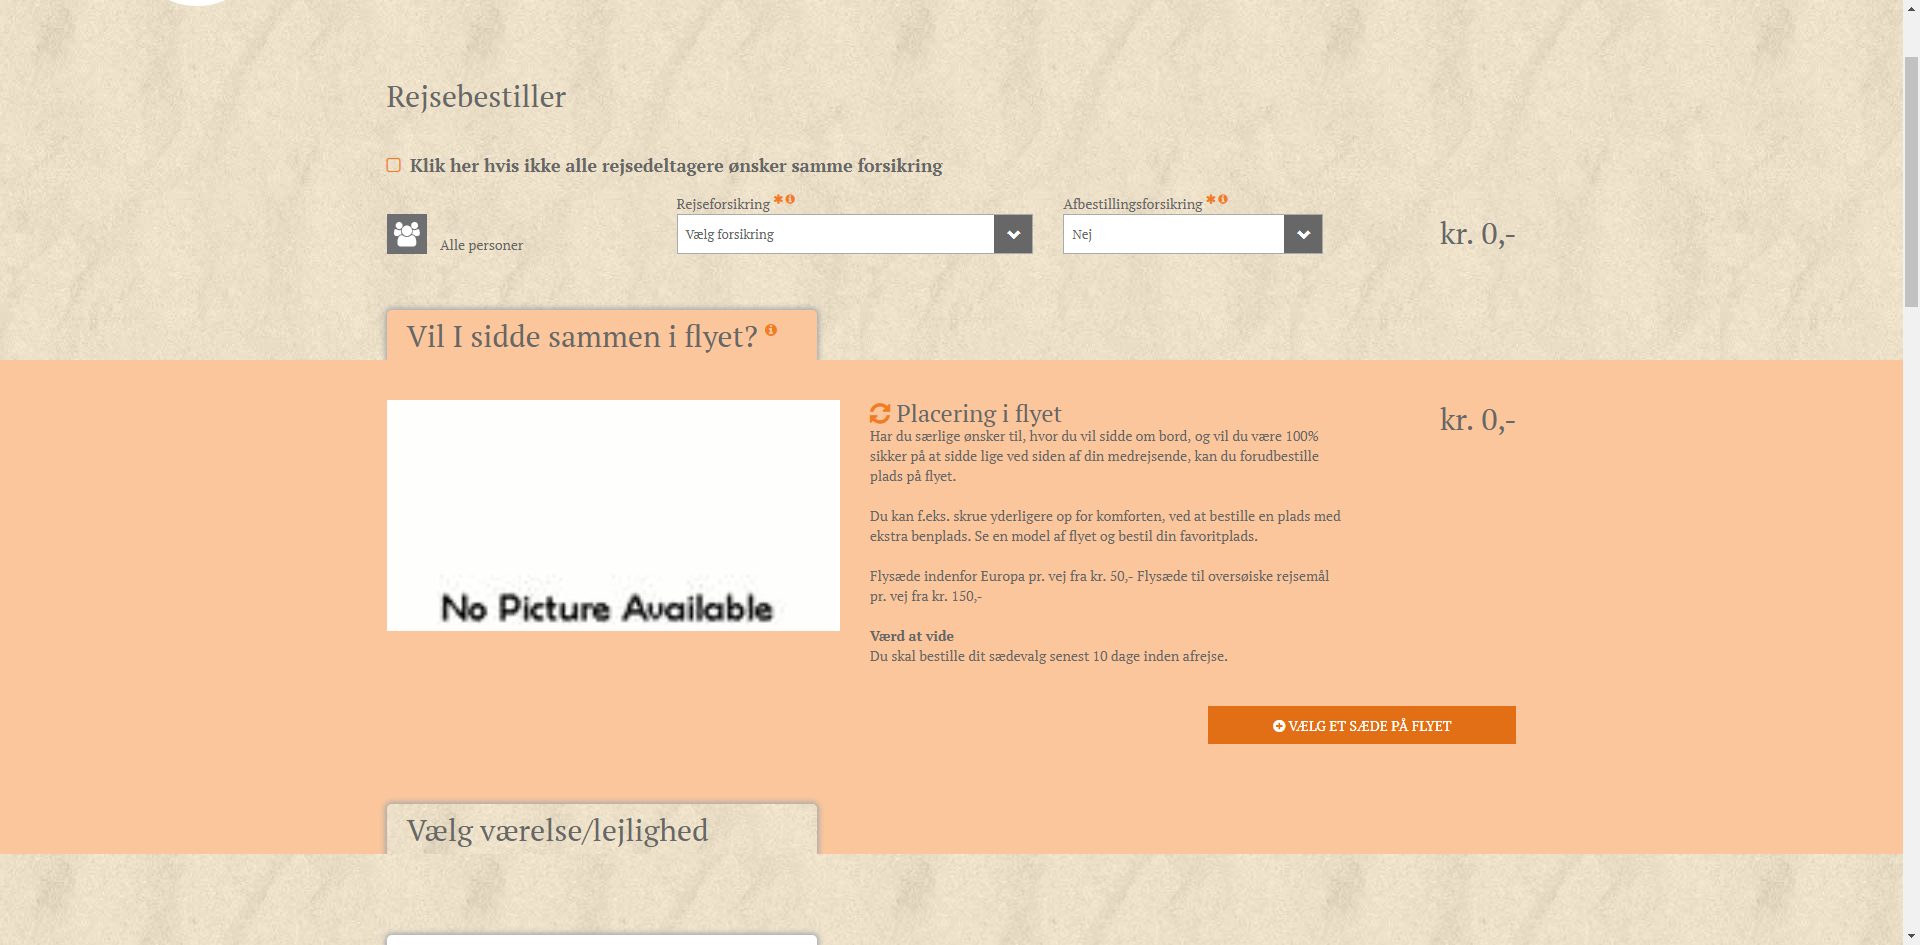 Rejsebestiller
Klik her hvis ikke alle rejsedeltagere ønsker samme forsikring
Rejseforsikring
Afbestillingsforsikring
Alle personer
Vælg forsikring
Nej
kr. 0,-
Vil I sidde sammen i flyet?
No Picture Available
Placering i flyet
kr. 0,-
Har du særlige ønsker til, hvor du vil sidde om bord, og vil du være 100%
sikker på at sidde lige ved siden af din medrejsende, kan du forudbestille
plads på flyet.
Du kan f.eks. skrue yderligere op for komforten, ved at bestille en plads med
ekstra benplads. Se en model af flyet og bestil din favoritplads.
Flysæde indenfor Europa pr. vej fra kr. 50,- Flysæde til oversøiske rejsemål
pr. vej fra kr. 150,-
Værd at vide
Du skal bestille dit sædevalg senest 10 dage inden afrejse.
VÆLG ET SÆDE PÅ FLYET
Vælg værelse/lejlighed